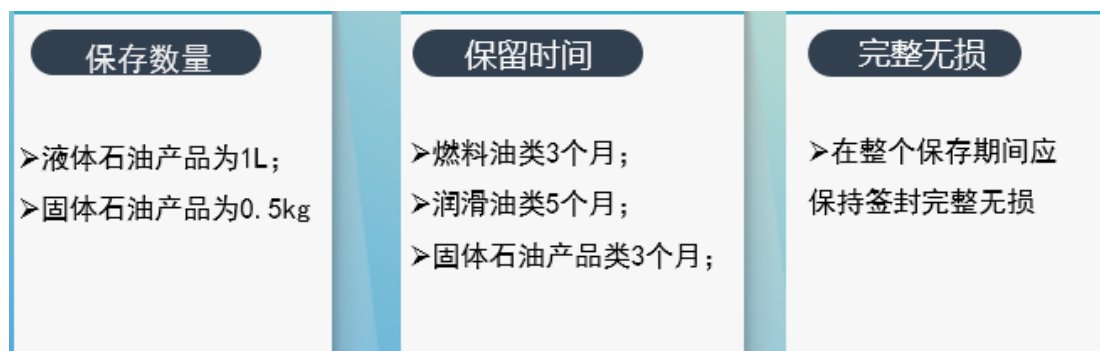 保存数量
➢液体石油产品为1L；
➢固体石油产品为0.5kg
保留时间
➢燃料油类3个月；
➢润滑油类5个月；
➢固体石油产品类3个月；
完整无损
➢在整个保存期间应
保持签封完整无损